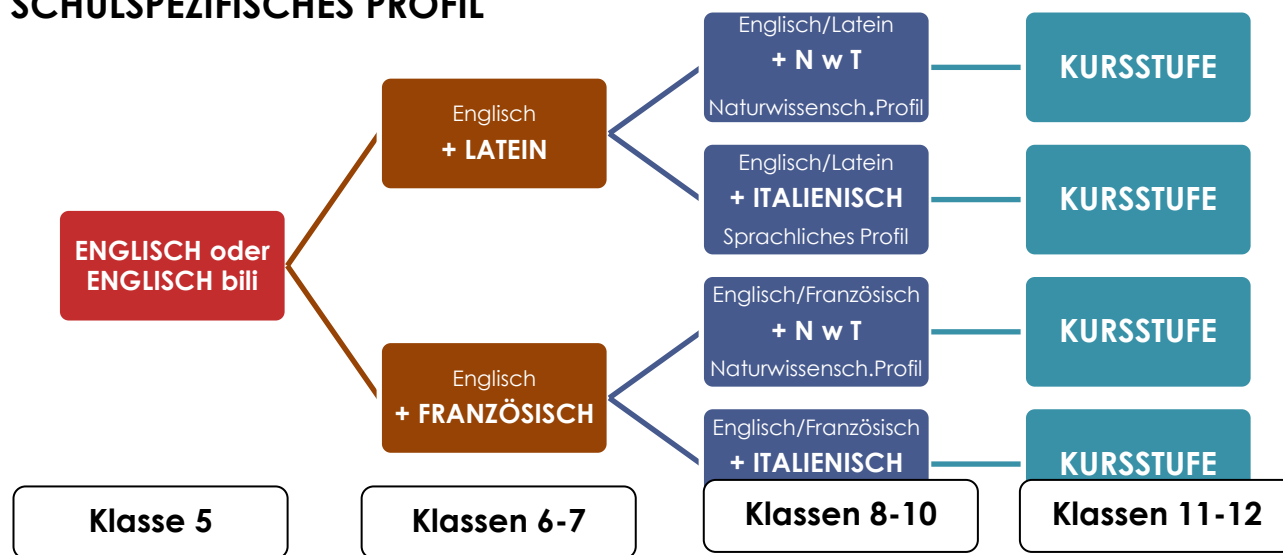 SCHULSPEZIFISCHES PROFIL
ENGLISCH oder
ENGLISCH bili
Englisch
+ LATEIN
Englisch
+ FRANZÖSISCH
Englisch/Latein
+ N w T
Naturwissensch.Profil
Englisch/Latein
+ ITALIENISCH
Sprachliches Profil
Englisch/Französisch
+ N w T
Naturwissensch.Profil
Englisch/Französisch
+ ITALIENISCH
KURSSTUFE
KURSSTUFE
KURSSTUFE
KURSSTUFE
Klasse 5
Klassen 6-7
Klassen 8-10
Klassen 11-12